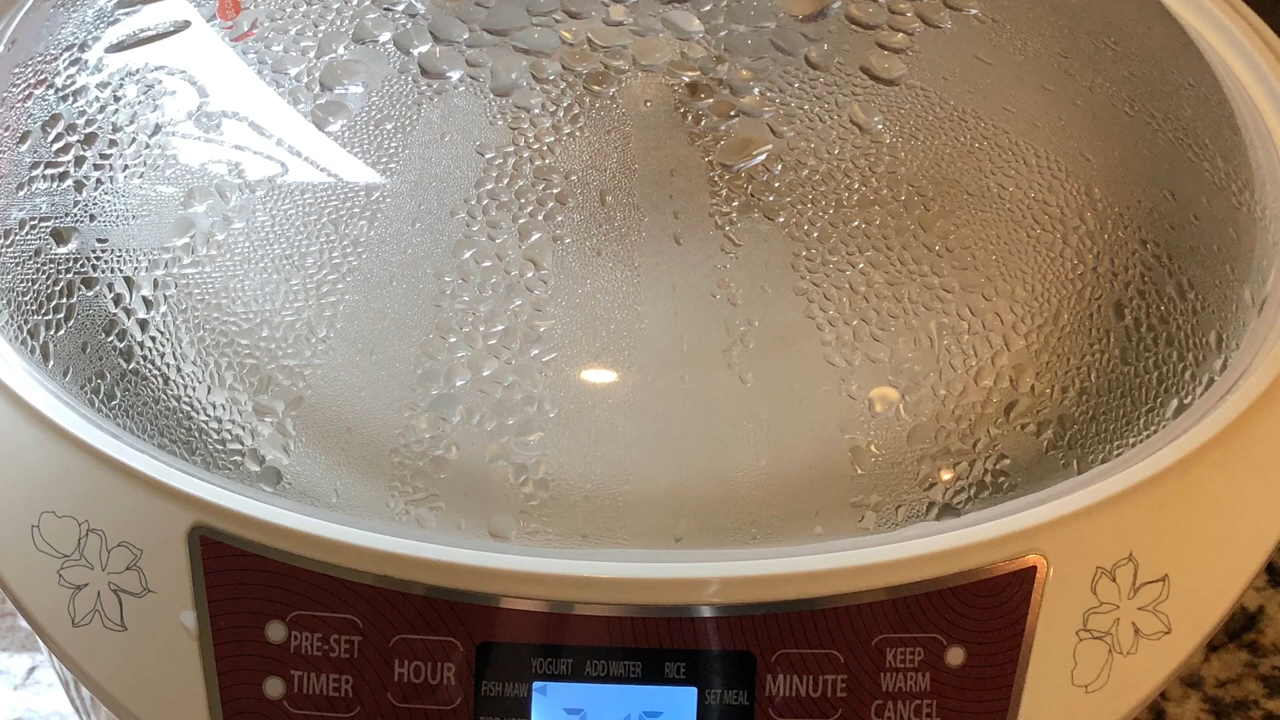 PRE-SET
TIMER
HOUR
YOGURT
ADD WATER
RICE
FISH MAW
SET MEAL
MINUTE
KEEP
WARM
CANCEL